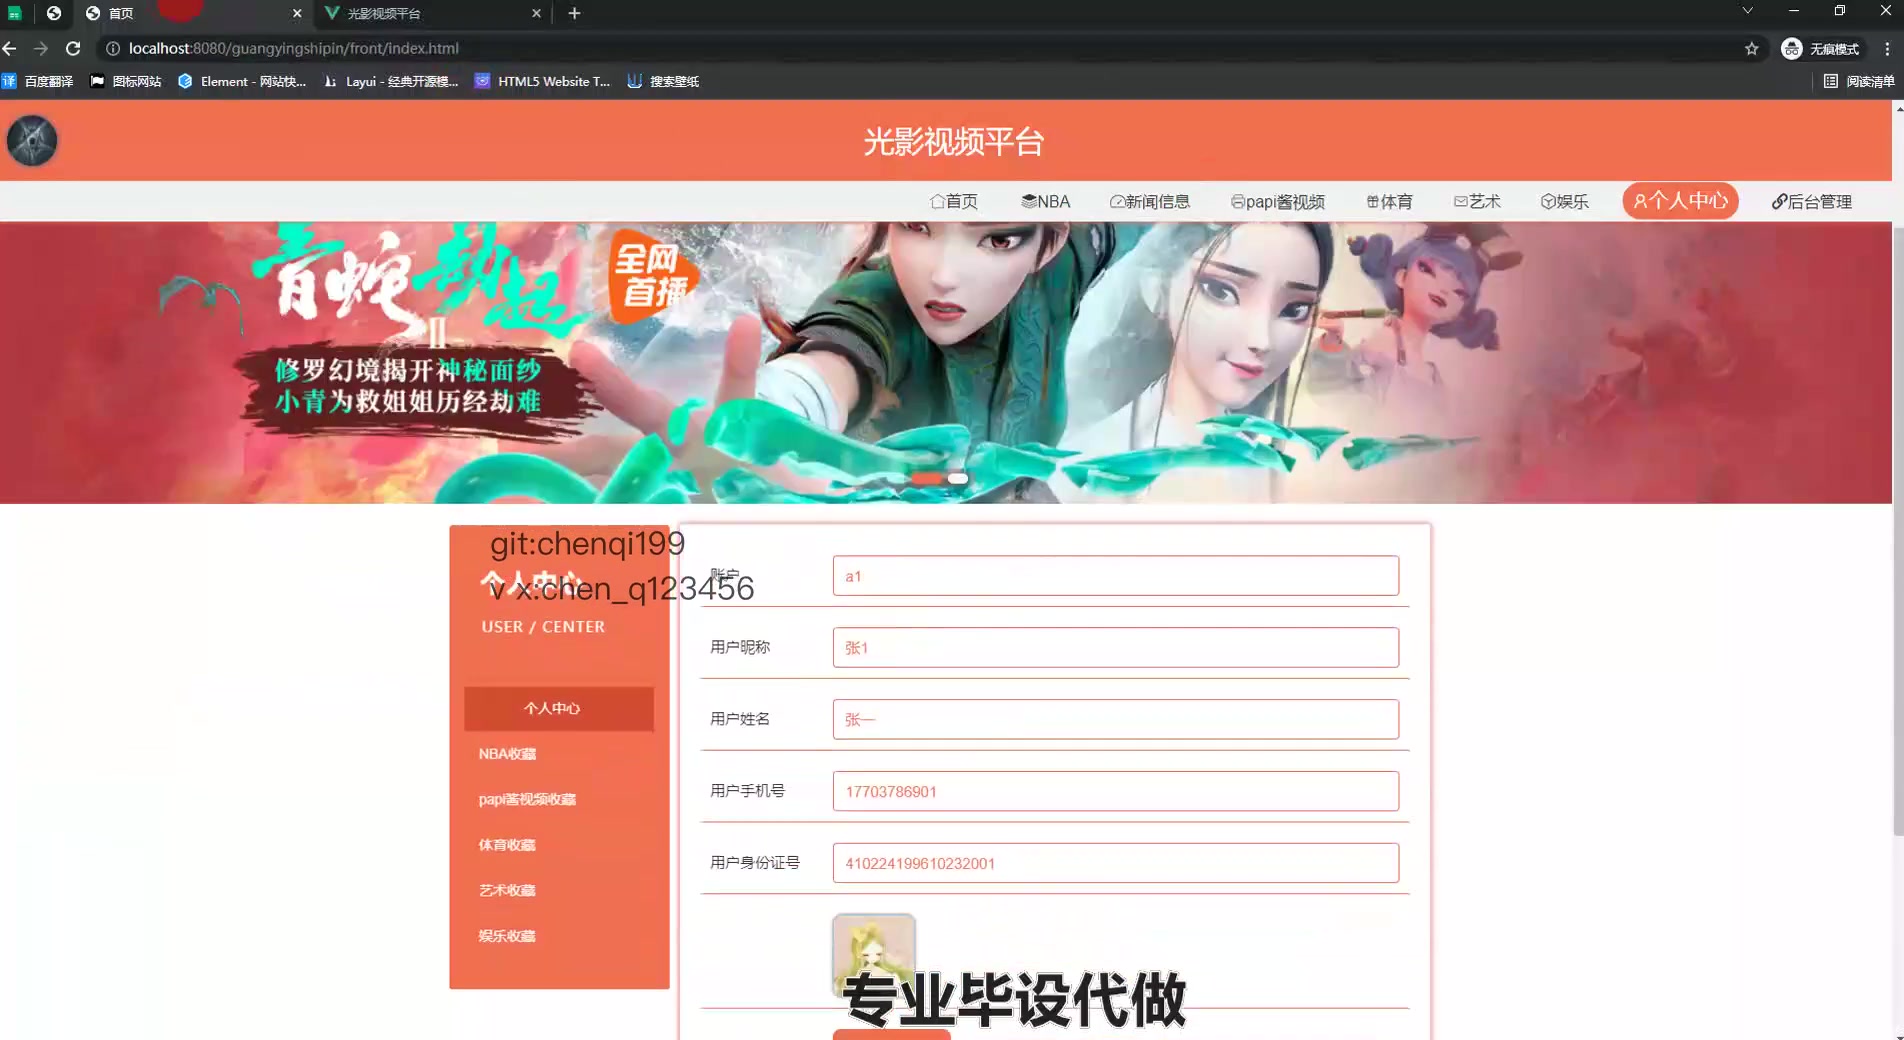 首页
光影视频平台
localhost:8080/guangyingshipin/front/index.html
无痕模式
百度翻译
图标网站
Element - 网站快...
Layui - 经典开源模...
HTML5 Website T...
搜索壁纸
阅读清单
光影视频平台
首页
NBA
新闻信息
papi酱视频
体育
艺术
娱乐
个人中心
后台管理
青蛇劫起
II
全网
首播
修罗幻境揭开神秘面纱
小青为救姐姐历经劫难
git:chenqi199
v x:chen_q123456
个人中心
USER / CENTER
个人中心
NBA收藏
papi酱视频收藏
体育收藏
艺术收藏
娱乐收藏
账户
a1
用户昵称
张1
用户姓名
张一
用户手机号
17703786901
用户身份证号
410224199610232001
专业毕设代做